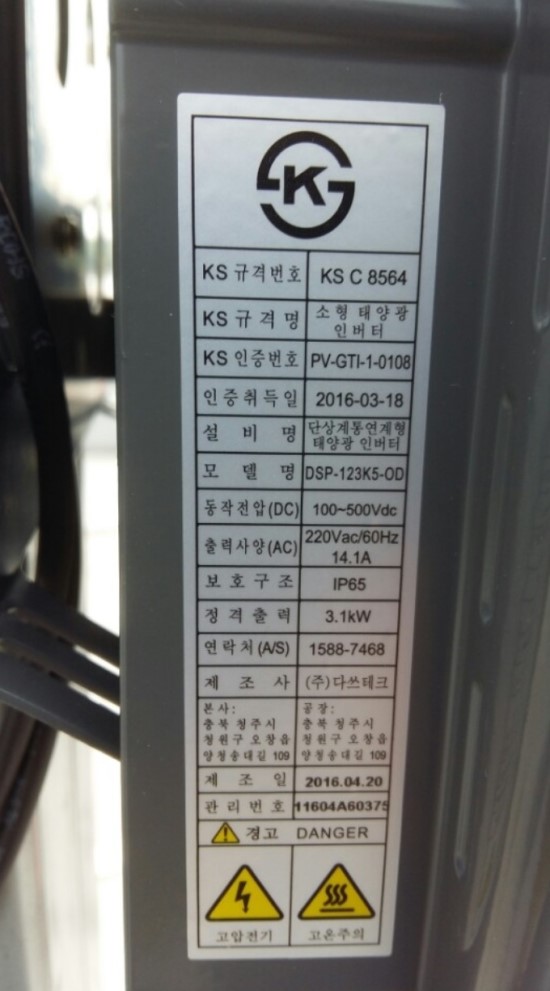 KS
KS 규격번호 KS C 8564
KS 규격명 소형 태양광
인버터
KS 인증번호 PV-GTI-1-0108
인증취득일 2016-03-18
설비명 단상계통연계형
태양광 인버터
모델명 DSP-123K5-OD
동작전압(DC) 100~500Vdc
출력사양(AC) 220Vac/60Hz
14.1A
보호구조 IP65
정격출력 3.1kW
연락처(A/S) 1588-7468
제조사 (주)다쓰테크
본사: 공장:
충북 청주시 충북 청주시
청원구 오창읍 청원구 오창읍
양청송대길 109 양청송대길 109
제조일 2016.04.20
관리번호 11604A60375
경고 DANGER
고압전기 고온주의